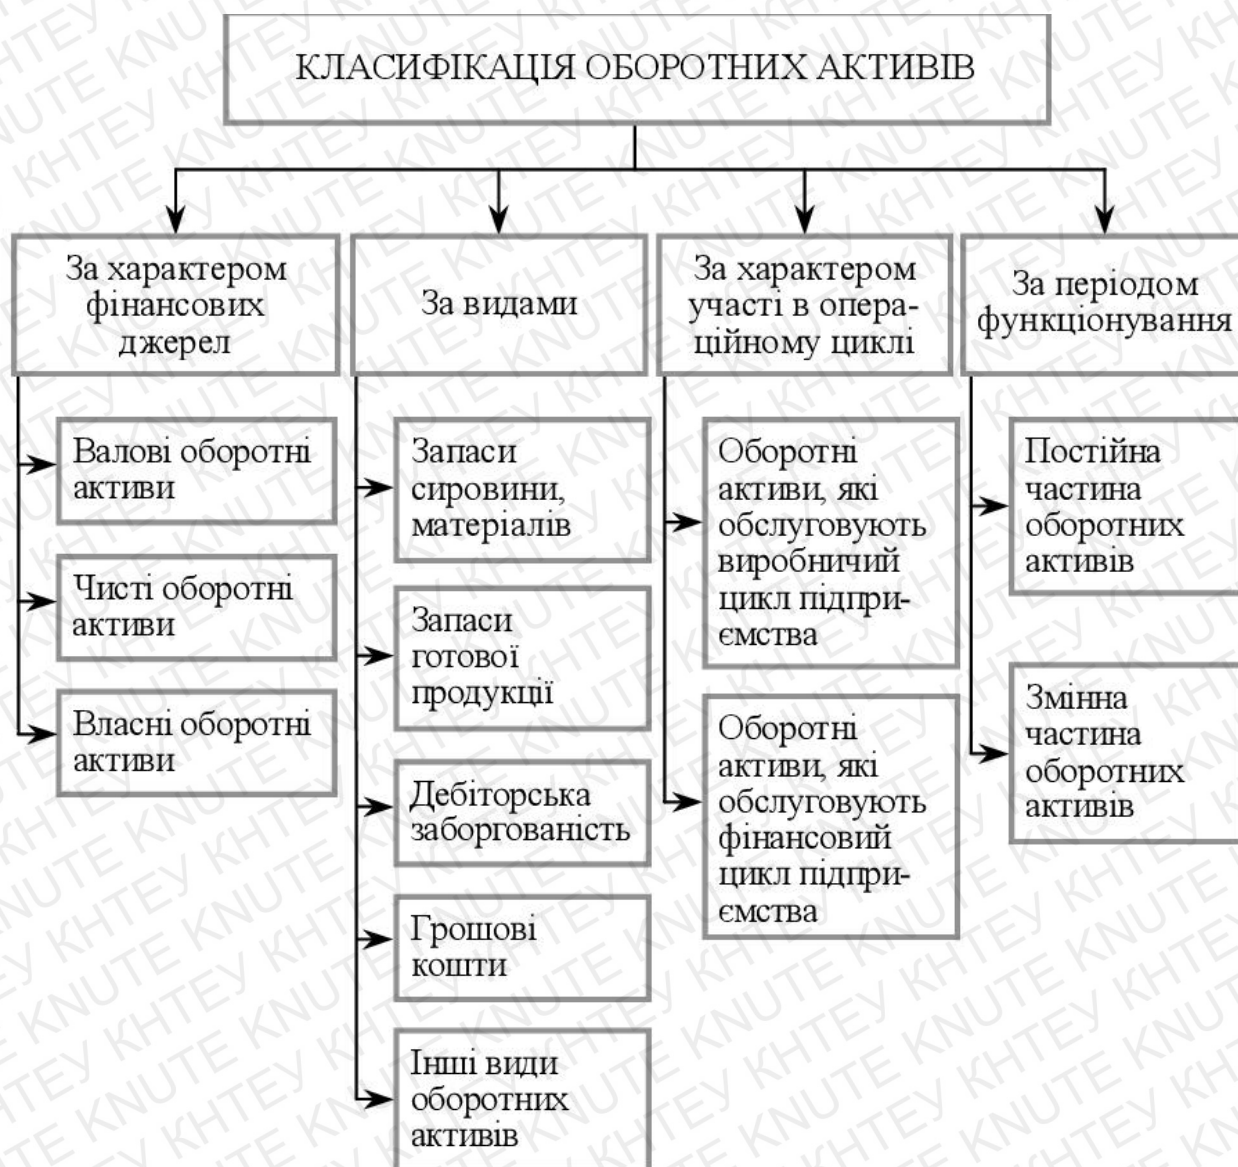 КЛАСИФІКАЦІЯ ОБОРОТНИХ АКТИВІВ
За характером
фінансових
джерел
За видами
За характером
участі в опера-
ційному циклі
За періодом
функціонування
Валові оборотні
активи
Чисті оборотні
активи
Власні оборотні
активи
Запаси
сировини,
матеріалів
Запаси
готової
продукції
Дебіторська
заборгованість
Грошові
кошти
Інші види
оборотних
активів
Оборотні
активи, які
обслуговують
виробничий
цикл підпри-
ємства
Оборотні
активи, які
обслуговують
фінансовий
цикл підпри-
ємства
Постійна
частина
оборотних
активів
Змінна
частина
оборотних
активів
КНТЕУ KNUTE